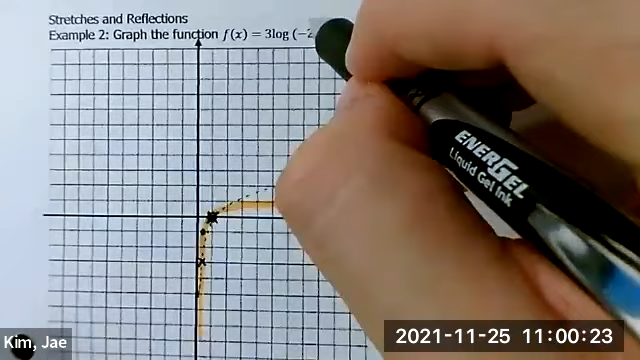 Stretches and Reflections
Example 2: Graph the function f(x) = 3log (−2
ENERGEL
Liquid Gel Ink
Kim, Jae
2021-11-25 11:00:23